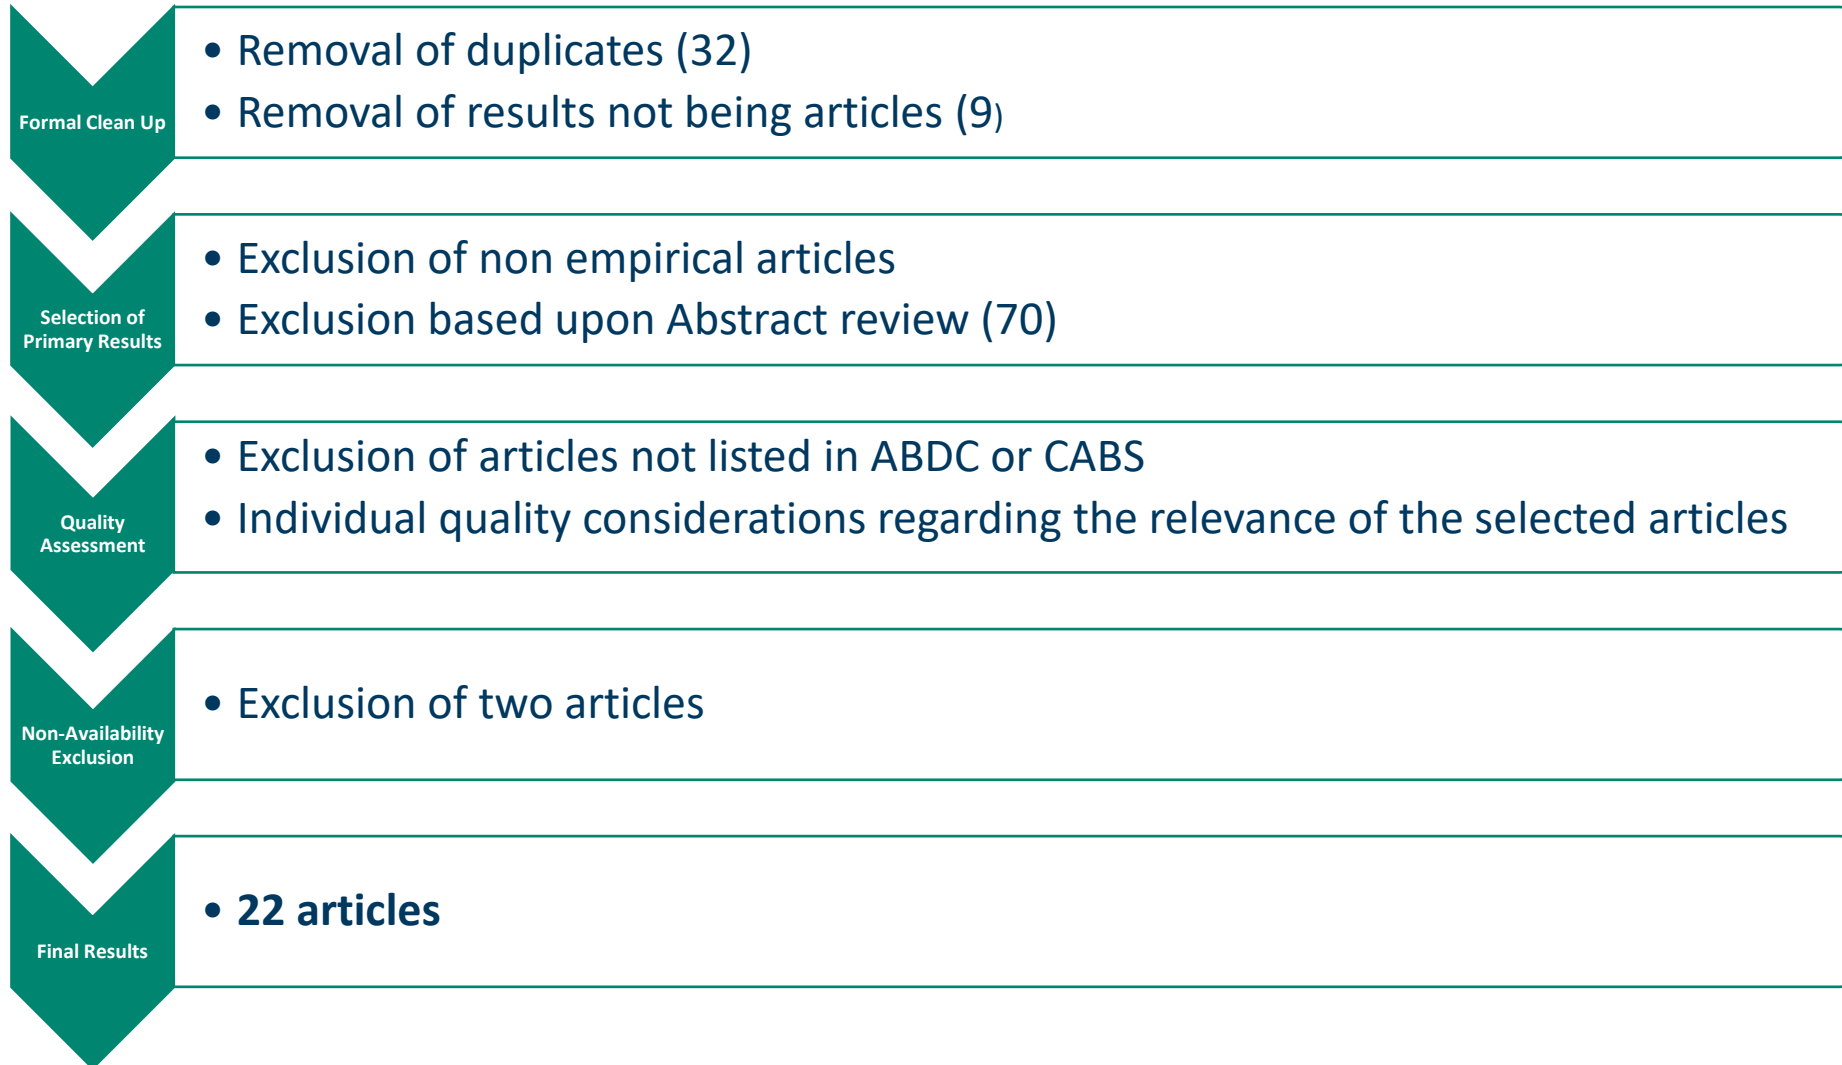 • Removal of duplicates (32)
• Removal of results not being articles (9)
Formal Clean Up
• Exclusion of non empirical articles
• Exclusion based upon Abstract review (70)
Selection of
Primary Results
• Exclusion of articles not listed in ABDC or CABS
• Individual quality considerations regarding the relevance of the selected articles
Quality
Assessment
• Exclusion of two articles
Non-Availability
Exclusion
• 22 articles
Final Results